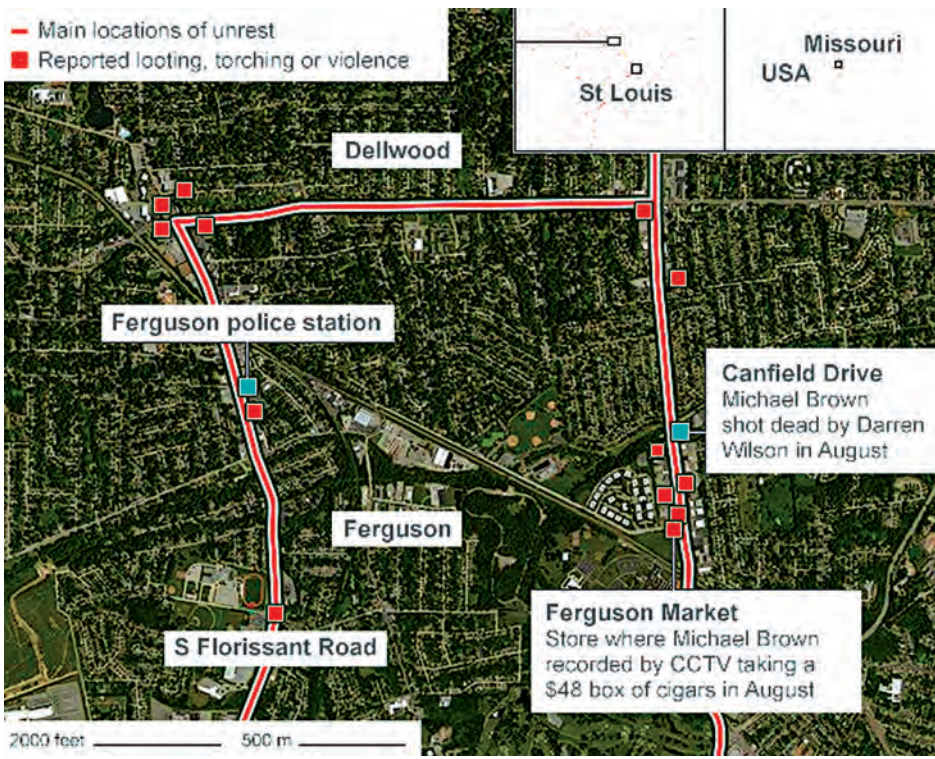 Main locations of unrest
Reported looting, torching or violence
Missouri
USA
St Louis
Dellwood
Ferguson police station
Canfield Drive
Michael Brown
shot dead by Darren
Wilson in August
Ferguson
Ferguson Market
Store where Michael Brown
recorded by CCTV taking a
$48 box of cigars in August
S Florissant Road
2000 feet
500 m